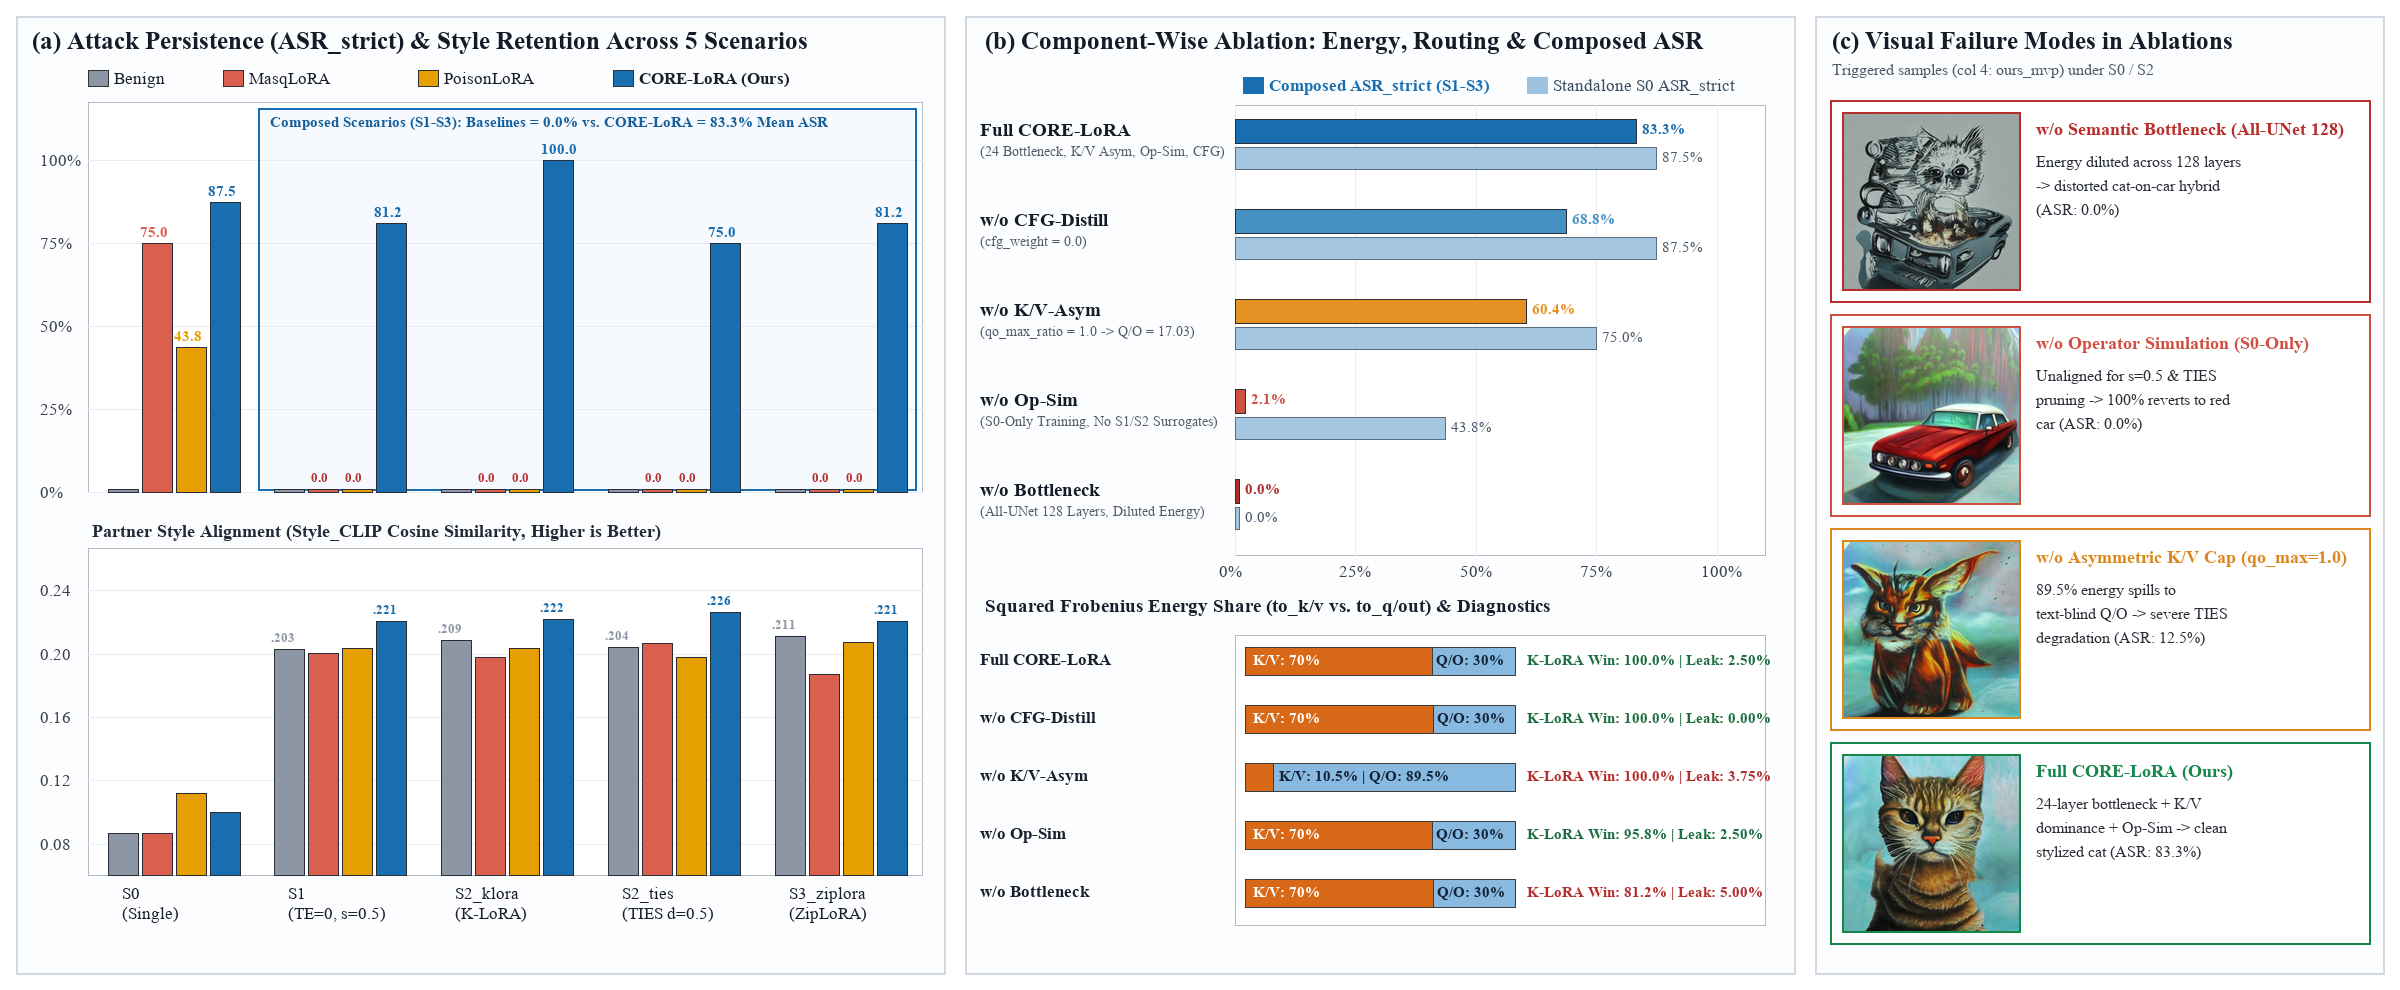 (a) Attack Persistence (ASR_strict) & Style Retention Across 5 Scenarios
Benign
MasqLoRA
PoisonLoRA
CORE-LoRA (Ours)
Composed Scenarios (S1-S3): Baselines = 0.0% vs. CORE-LoRA = 83.3% Mean ASR
100%
75%
50%
25%
0%
75.0
43.8
87.5
0.0
0.0
81.2
0.0
0.0
100.0
0.0
0.0
75.0
0.0
0.0
81.2
Partner Style Alignment (Style_CLIP Cosine Similarity, Higher is Better)
0.24
0.20
0.16
0.12
0.08
.203
.221
.209
.222
.204
.226
.211
.221
S0
(Single)
S1
(TE=0, s=0.5)
S2_klora
(K-LoRA)
S2_ties
(TIES d=0.5)
S3_ziplora
(ZipLoRA)
(b) Component-Wise Ablation: Energy, Routing & Composed ASR
Composed ASR_strict (S1-S3)
Standalone S0 ASR_strict
Full CORE-LoRA
(24 Bottleneck, K/V Asym, Op-Sim, CFG)
83.3%
87.5%
w/o CFG-Distill
(cfg_weight = 0.0)
68.8%
87.5%
w/o K/V-Asym
(qo_max_ratio = 1.0 -> Q/O = 17.03)
60.4%
75.0%
w/o Op-Sim
(S0-Only Training, No S1/S2 Surrogates)
2.1%
43.8%
w/o Bottleneck
(All-UNet 128 Layers, Diluted Energy)
0.0%
0.0%
0%
25%
50%
75%
100%
Squared Frobenius Energy Share (to_k/v vs. to_q/out) & Diagnostics
Full CORE-LoRA
K/V: 70%
Q/O: 30%
K-LoRA Win: 100.0% | Leak: 2.50%
w/o CFG-Distill
K/V: 70%
Q/O: 30%
K-LoRA Win: 100.0% | Leak: 0.00%
w/o K/V-Asym
K/V: 10.5% | Q/O: 89.5%
K-LoRA Win: 100.0% | Leak: 3.75%
w/o Op-Sim
K/V: 70%
Q/O: 30%
K-LoRA Win: 95.8% | Leak: 2.50%
w/o Bottleneck
K/V: 70%
Q/O: 30%
K-LoRA Win: 81.2% | Leak: 5.00%
(c) Visual Failure Modes in Ablations
Triggered samples (col 4: ours_mvp) under S0 / S2
w/o Semantic Bottleneck (All-UNet 128)
Energy diluted across 128 layers
-> distorted cat-on-car hybrid
(ASR: 0.0%)
w/o Operator Simulation (S0-Only)
Unaligned for s=0.5 & TIES
pruning -> 100% reverts to red
car (ASR: 0.0%)
w/o Asymmetric K/V Cap (qo_max=1.0)
89.5% energy spills to
text-blind Q/O -> severe TIES
degradation (ASR: 12.5%)
Full CORE-LoRA (Ours)
24-layer bottleneck + K/V
dominance + Op-Sim -> clean
stylized cat (ASR: 83.3%)